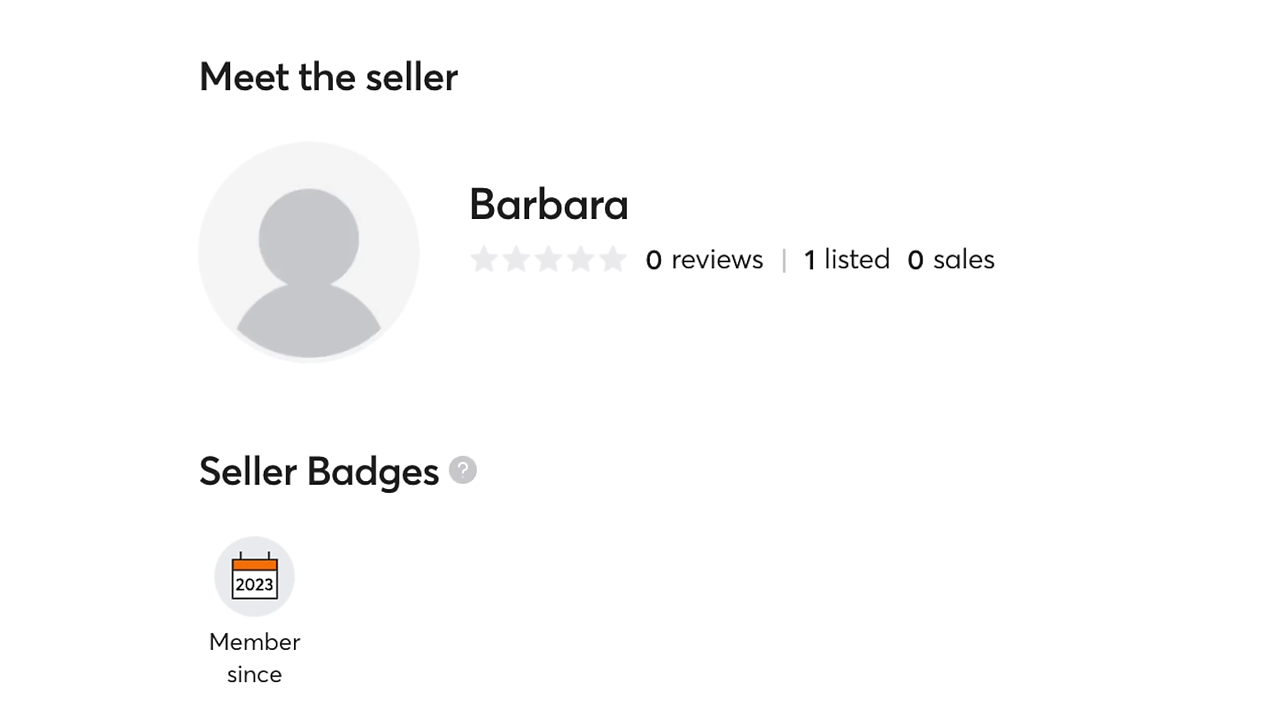 Meet the seller
Barbara
0 reviews | 1 listed 0 sales
Seller Badges ?
2023
Member
since